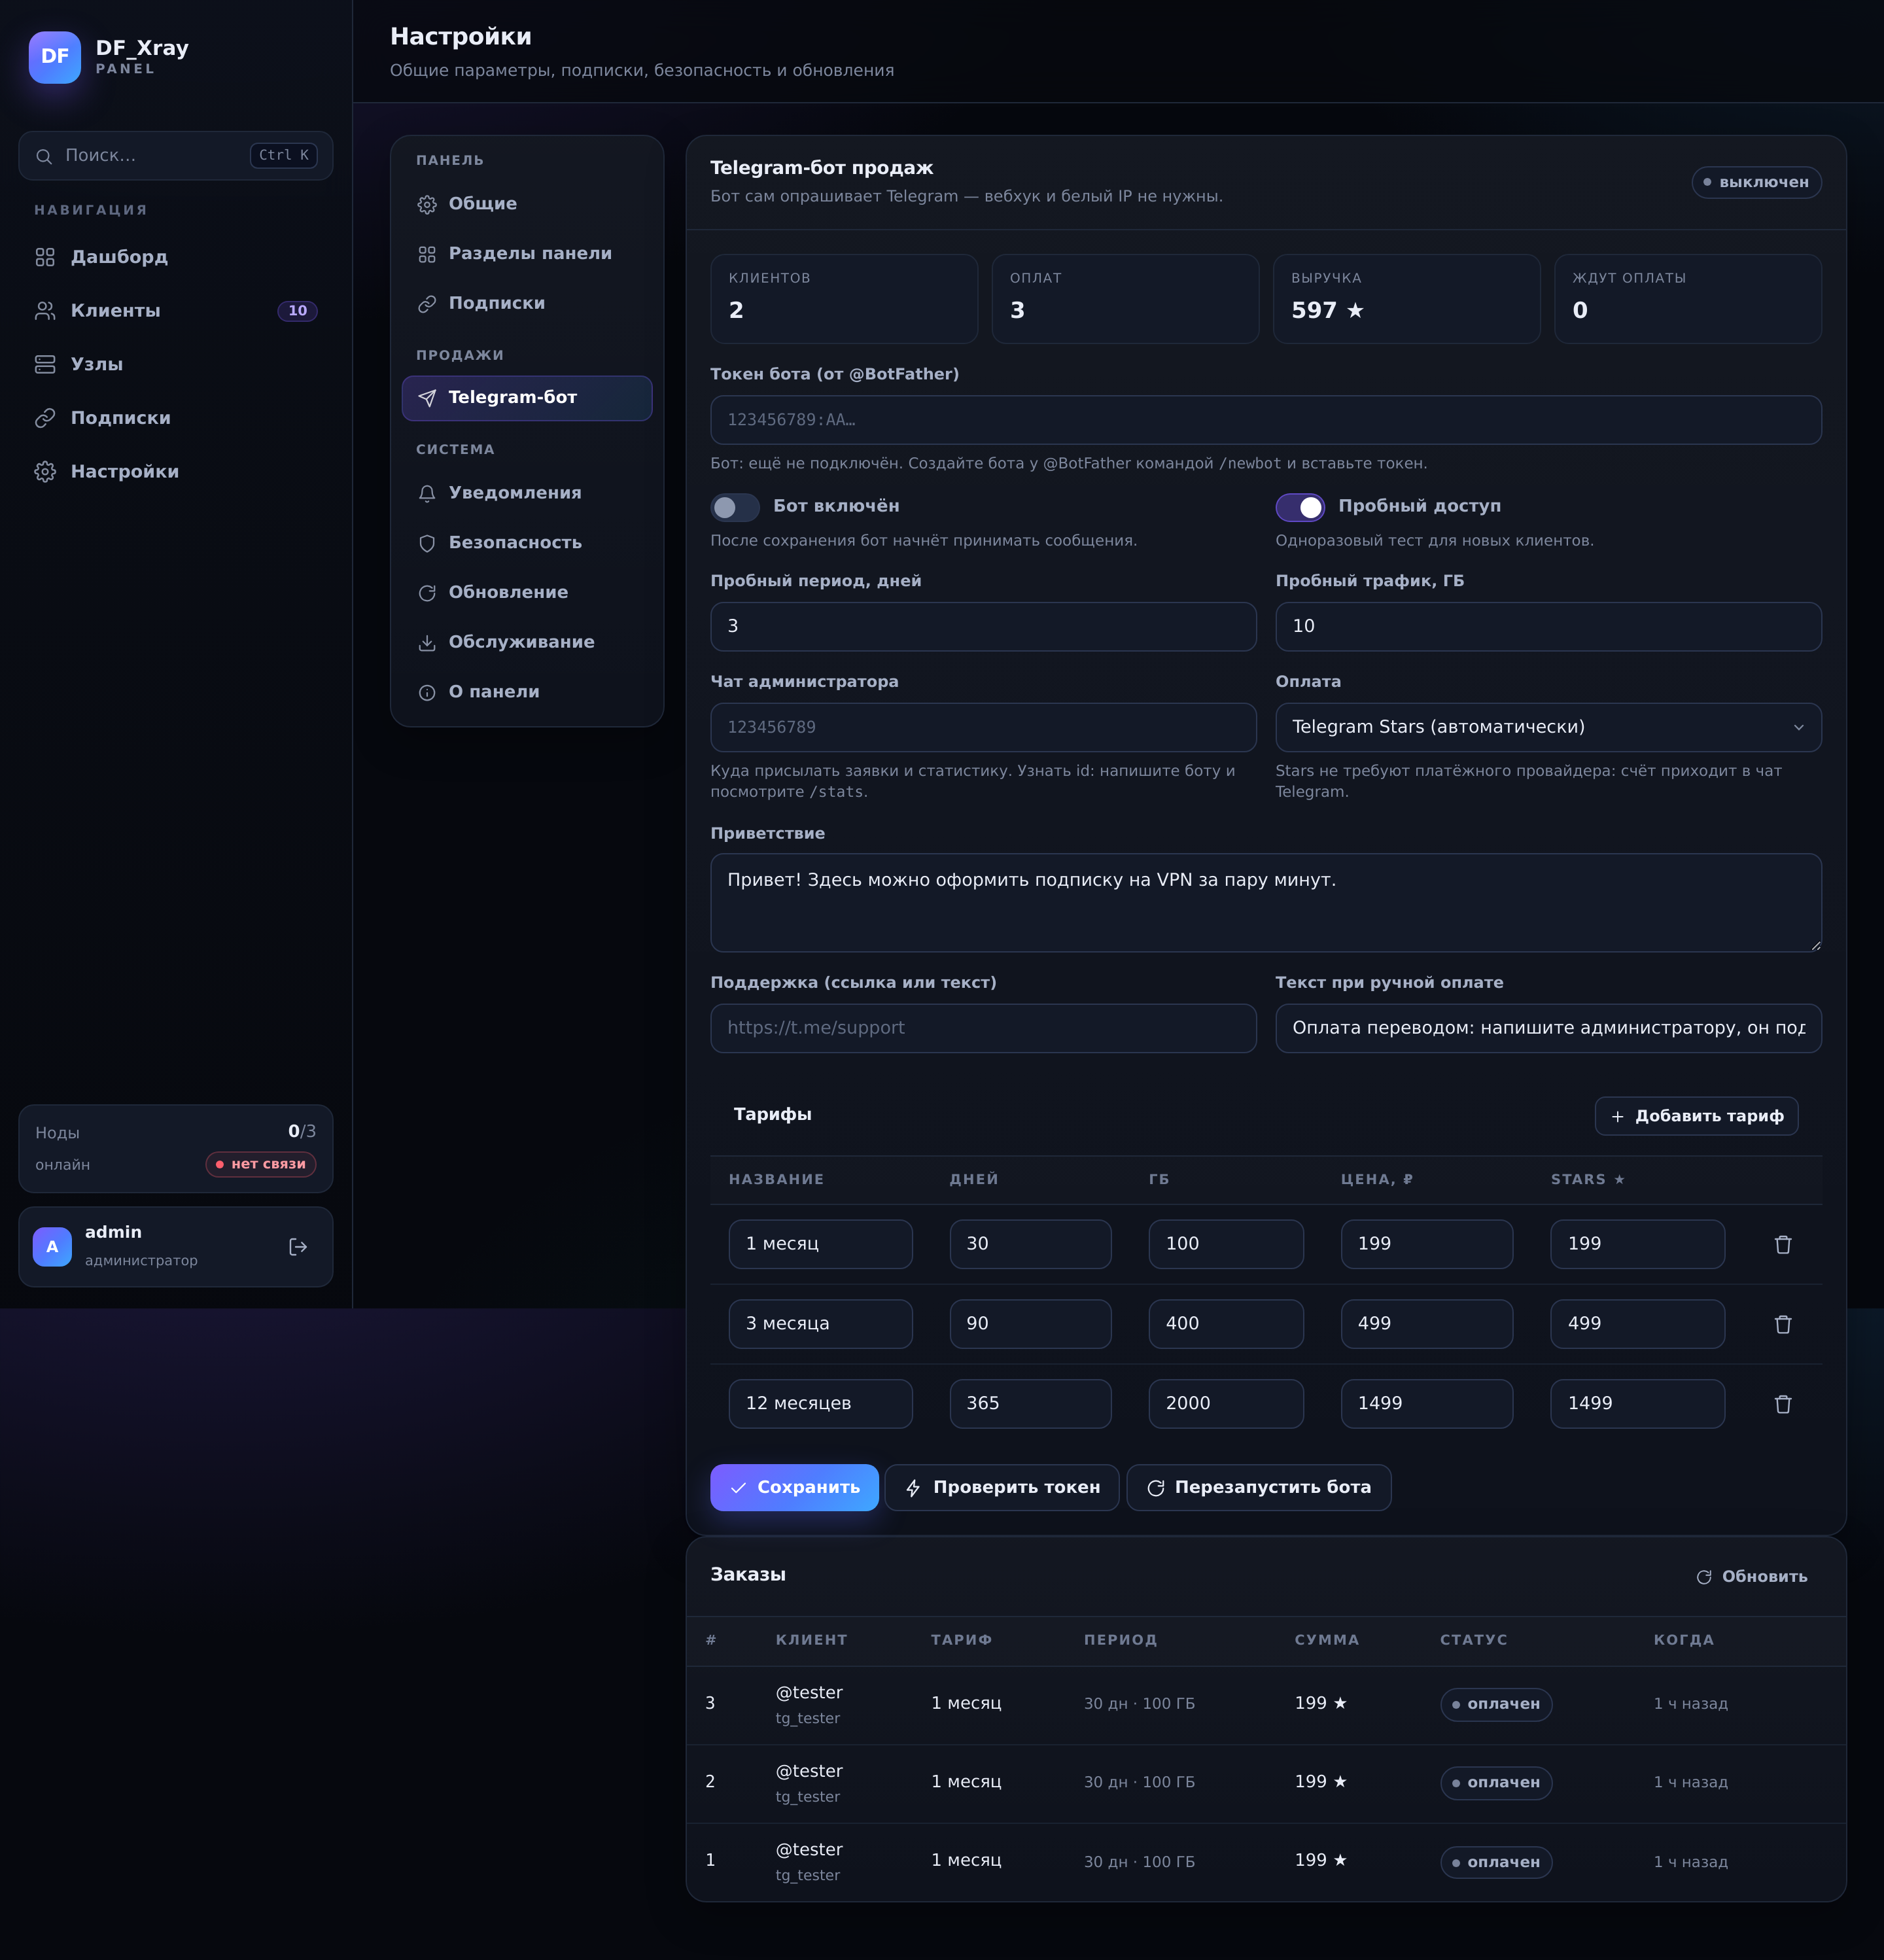 DF
DF_Xray
PANEL
Поиск…
Ctrl K
НАВИГАЦИЯ
Дашборд
Клиенты
10
Узлы
Подписки
Настройки
Ноды
0/3
онлайн
нет связи
A
admin
администратор
Настройки
Общие параметры, подписки, безопасность и обновления
ПАНЕЛЬ
Общие
Разделы панели
Подписки
ПРОДАЖИ
Telegram-бот
СИСТЕМА
Уведомления
Безопасность
Обновление
Обслуживание
О панели
Telegram-бот продаж
Бот сам опрашивает Telegram — вебхук и белый IP не нужны.
выключен
КЛИЕНТОВ
2
ОПЛАТ
3
ВЫРУЧКА
597 ★
ЖДУТ ОПЛАТЫ
0
Токен бота (от @BotFather)
123456789:AA…
Бот: ещё не подключён. Создайте бота у @BotFather командой /newbot и вставьте токен.
Бот включён
После сохранения бот начнёт принимать сообщения.
Пробный доступ
Одноразовый тест для новых клиентов.
Пробный период, дней
3
Пробный трафик, ГБ
10
Чат администратора
123456789
Куда присылать заявки и статистику. Узнать id: напишите боту и
посмотрите /stats.
Оплата
Telegram Stars (автоматически)
Stars не требуют платёжного провайдера: счёт приходит в чат
Telegram.
Приветствие
Привет! Здесь можно оформить подписку на VPN за пару минут.
Поддержка (ссылка или текст)
https://t.me/support
Текст при ручной оплате
Оплата переводом: напишите администратору, он под
Тарифы
Добавить тариф
НАЗВАНИЕ ДНЕЙ ГБ ЦЕНА, ₽ STARS ★
1 месяц 30 100 199 199
3 месяца 90 400 499 499
12 месяцев 365 2000 1499 1499
Сохранить
Проверить токен
Перезапустить бота
Заказы
Обновить
# КЛИЕНТ ТАРИФ ПЕРИОД СУММА СТАТУС КОГДА
3 @tester 1 месяц 30 дн · 100 ГБ 199 ★ оплачен 1 ч назад
tg_tester
2 @tester 1 месяц 30 дн · 100 ГБ 199 ★ оплачен 1 ч назад
tg_tester
1 @tester 1 месяц 30 дн · 100 ГБ 199 ★ оплачен 1 ч назад
tg_tester